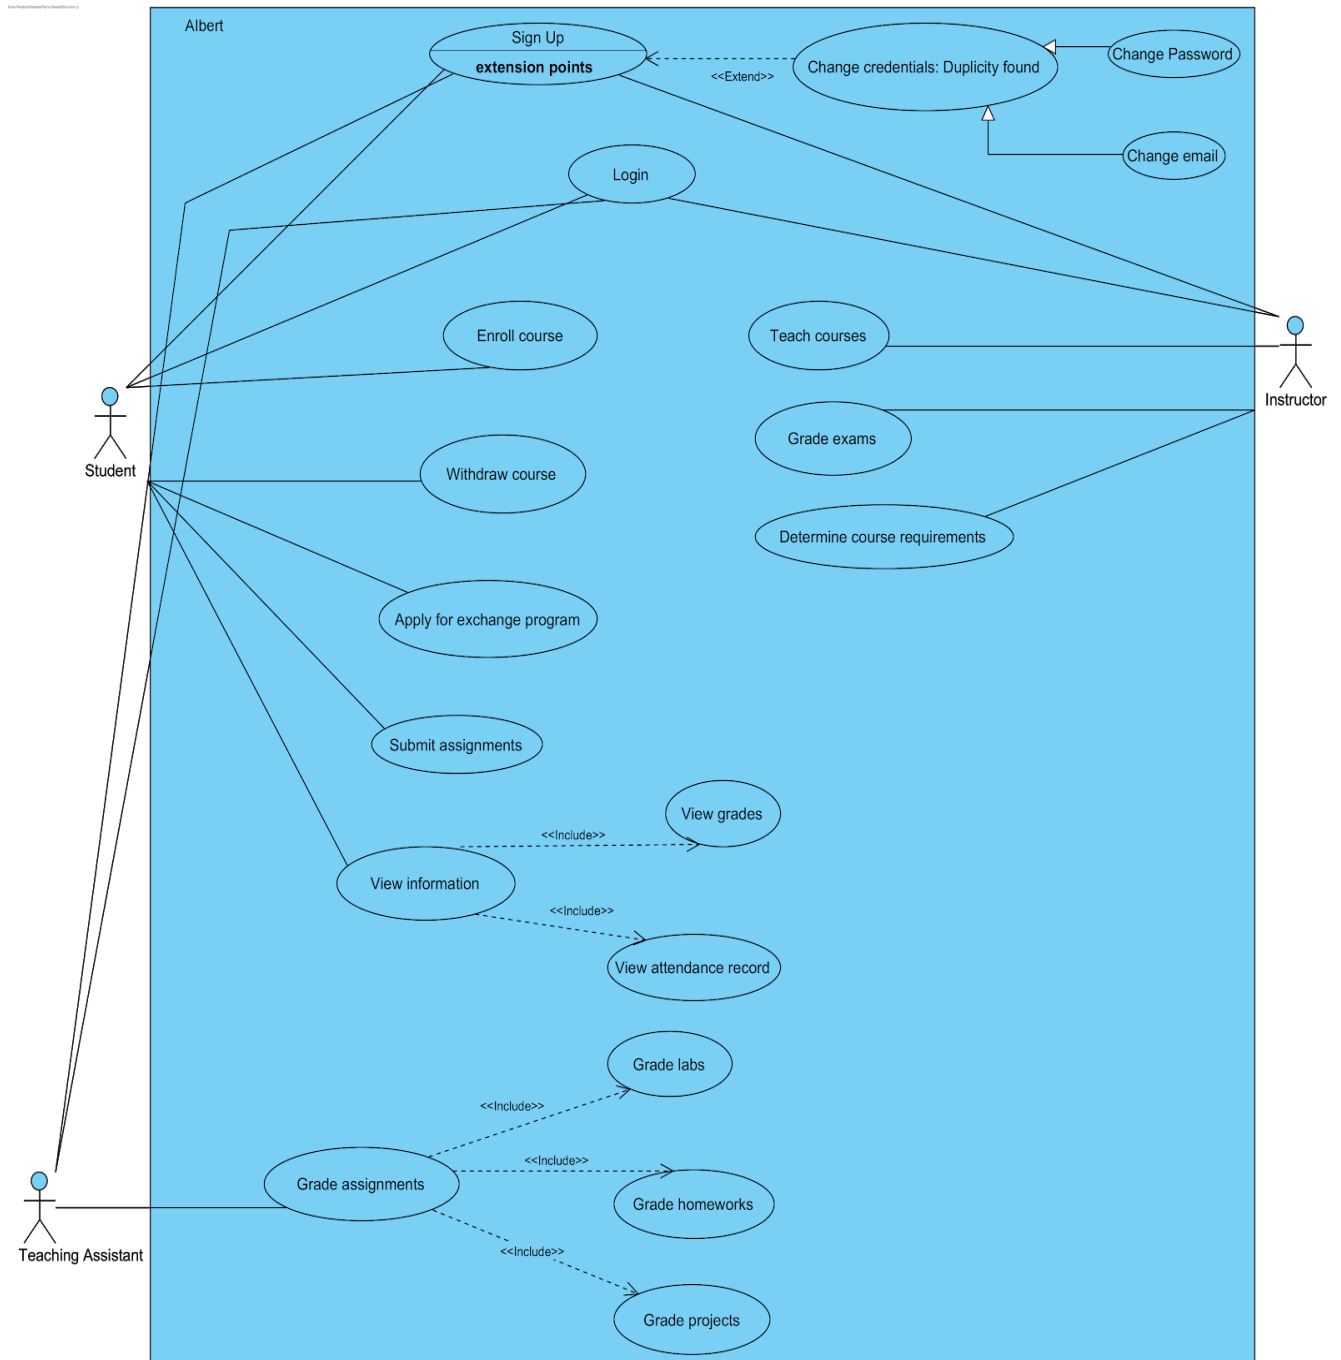 Albert
Sign Up
extension points
<<Extend>>
Change credentials: Duplicity found
Change Password
Change email
Login
Enroll course
Teach courses
Student
Instructor
Grade exams
Withdraw course
Determine course requirements
Apply for exchange program
Submit assignments
View grades
<<Include>>
View information
<<Include>>
View attendance record
Grade labs
<<Include>>
<<Include>>
Grade assignments
Grade homeworks
Teaching Assistant
<<Include>>
Grade projects